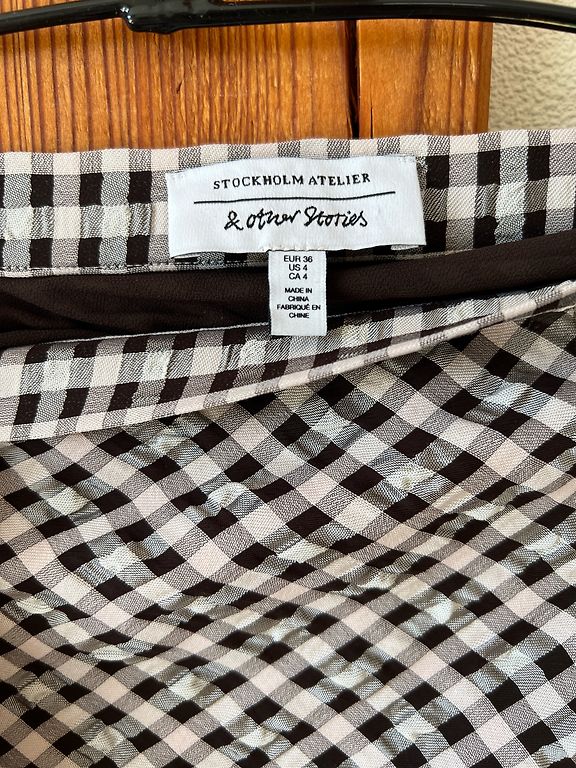 STOCKHOLM ATELIER
& Other Stories
EUR 36
US 4
CA 4
MADE IN
CHINA
FABRIQUÉ EN
CHINE